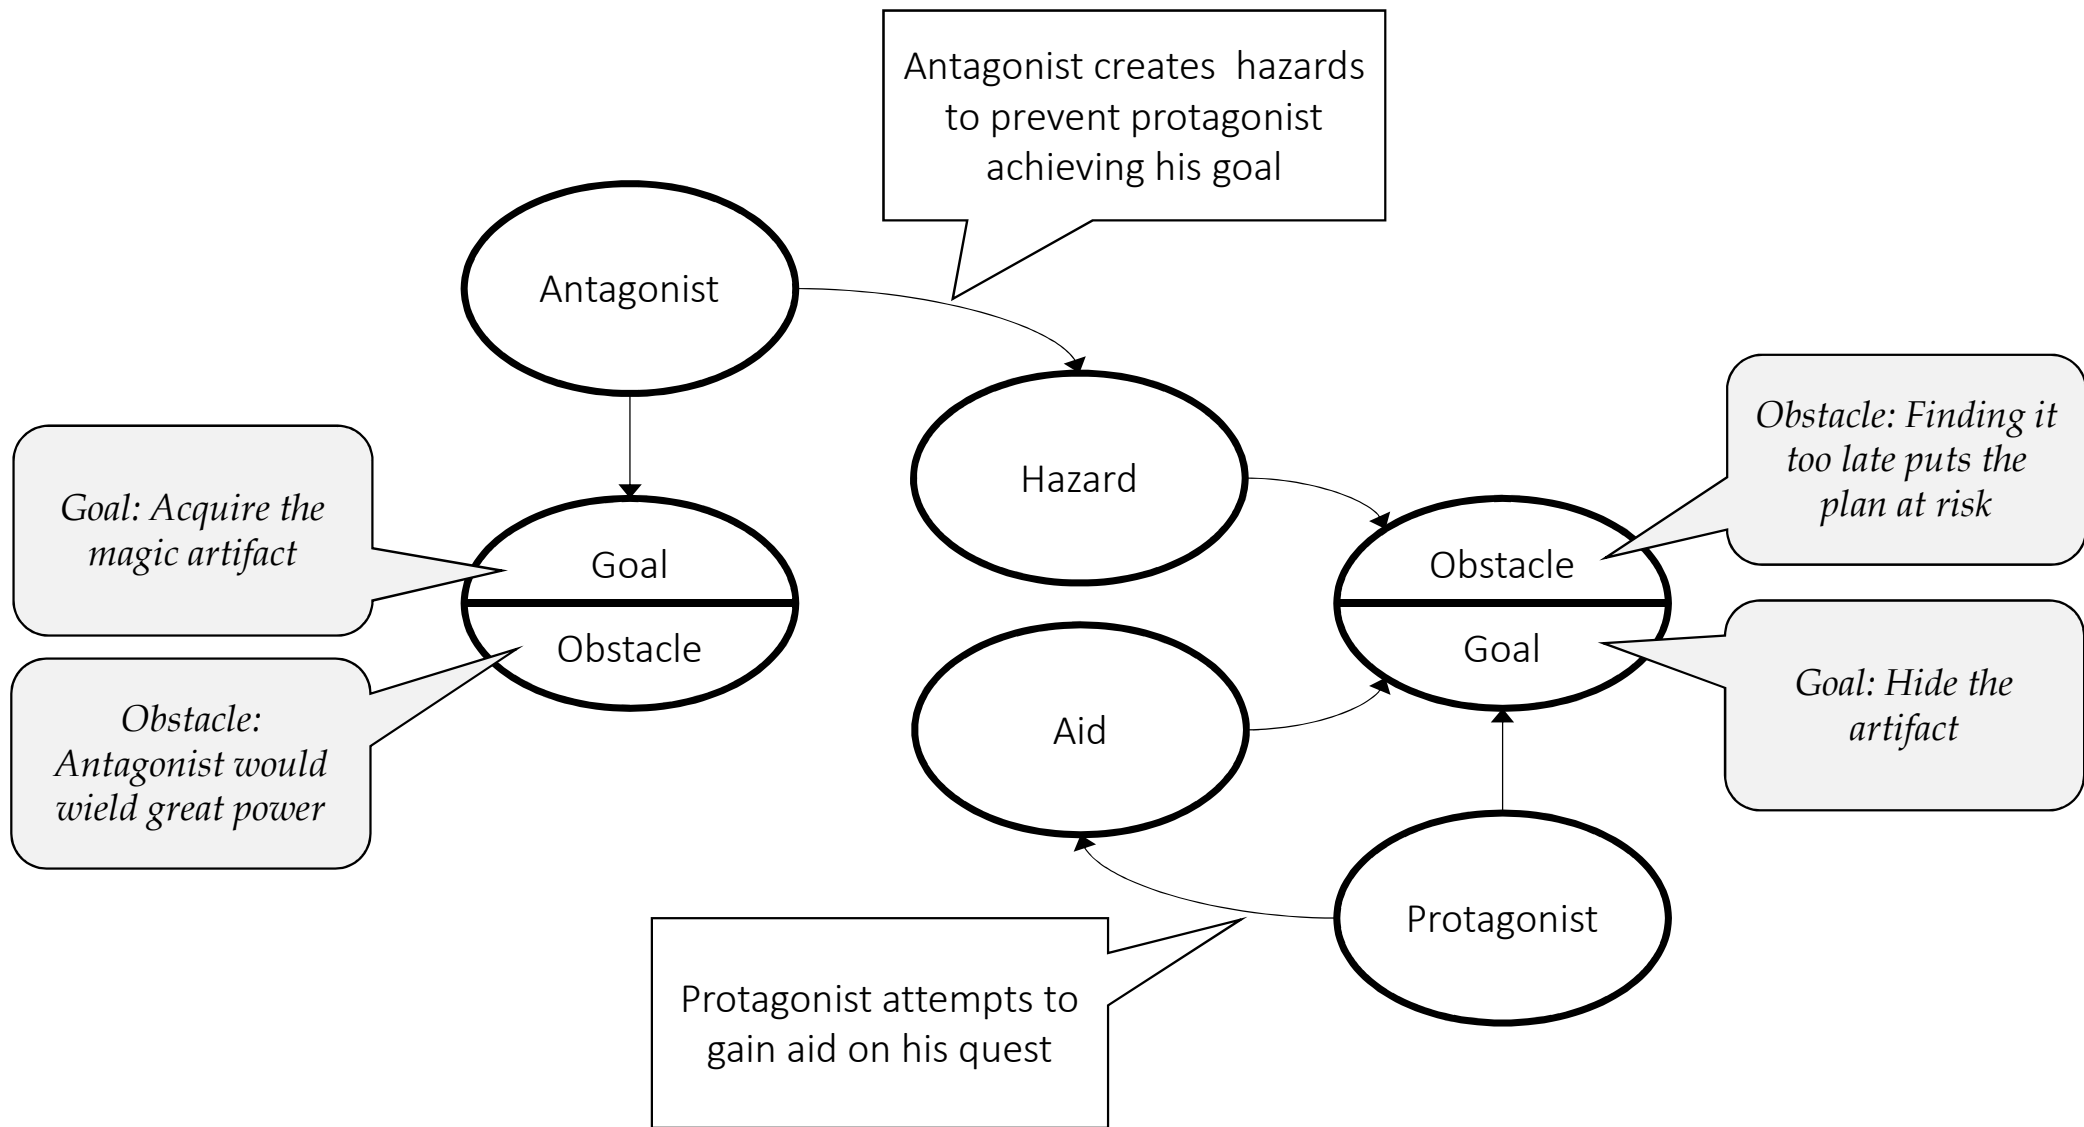 Antagonist creates  hazards
to prevent protagonist
achieving his goal
Antagonist
Hazard
Obstacle: Finding it
too late puts the
plan at risk
Goal: Acquire the
magic artifact
Goal
Obstacle
Obstacle
Goal
Goal: Hide the
artifact
Obstacle:
Antagonist would
wield great power
Aid
Protagonist
Protagonist attempts to
gain aid on his quest